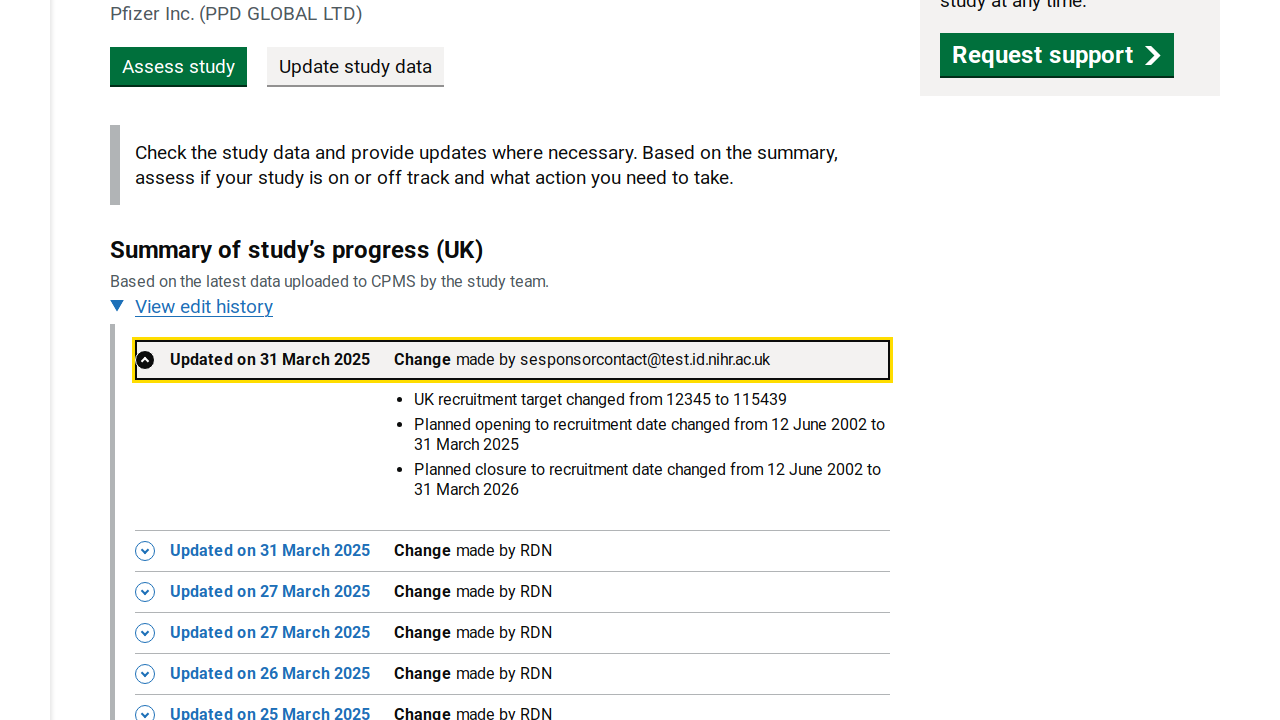 Pfizer Inc. (PPD GLOBAL LTD)
study at any time.
Assess study
Update study data
Request support
Check the study data and provide updates where necessary. Based on the summary,
assess if your study is on or off track and what action you need to take.
Summary of study’s progress (UK)
Based on the latest data uploaded to CPMS by the study team.
View edit history
Updated on 31 March 2025 Change made by sesponsorcontact@test.id.nihr.ac.uk
• UK recruitment target changed from 12345 to 115439
• Planned opening to recruitment date changed from 12 June 2002 to
31 March 2025
• Planned closure to recruitment date changed from 12 June 2002 to
31 March 2026
Updated on 31 March 2025 Change made by RDN
Updated on 27 March 2025 Change made by RDN
Updated on 27 March 2025 Change made by RDN
Updated on 26 March 2025 Change made by RDN
Updated on 25 March 2025 Change made by RDN